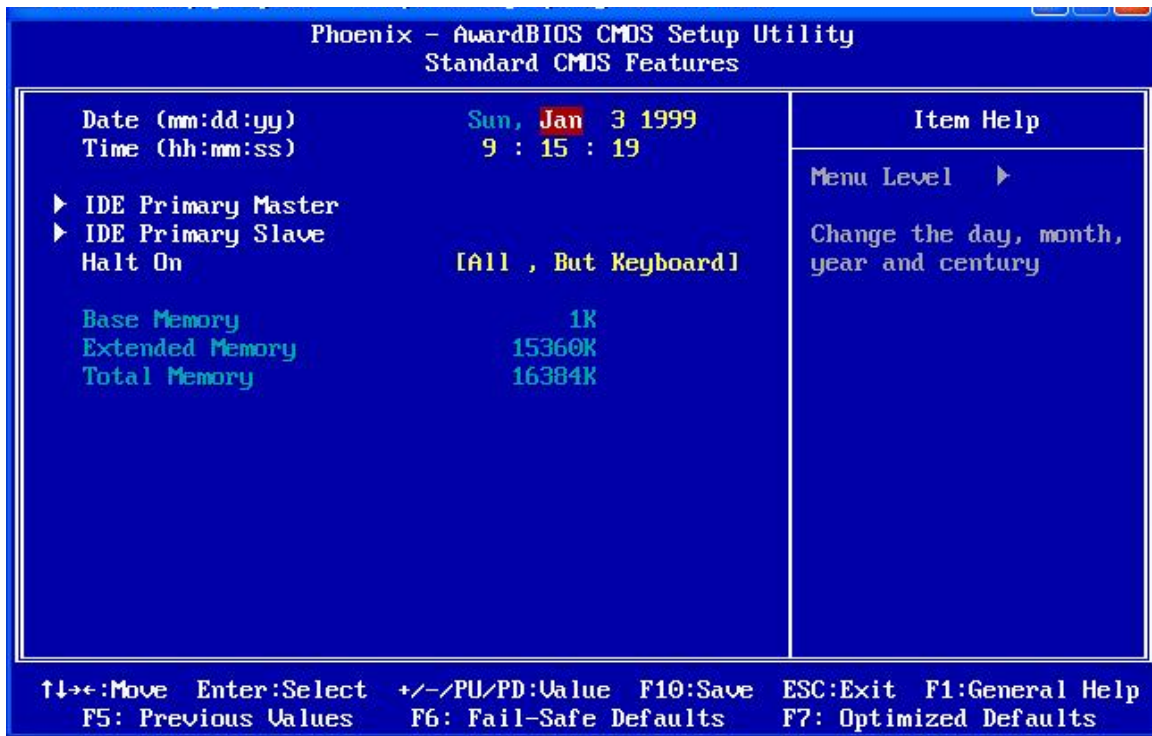 Phoenix - AwardBIOS CMOS Setup Utility
Standard CMOS Features
Date (mm:dd:yy) Sun, Jan 3 1999
Time (hh:mm:ss) 9 : 15 : 19
IDE Primary Master
IDE Primary Slave
Halt On [All , But Keyboard]
Base Memory 1K
Extended Memory 15360K
Total Memory 16384K
Item Help
Menu Level
Change the day, month,
year and century
↑↓→←:Move Enter:Select +/-/PU/PD:Value F10:Save ESC:Exit F1:General Help
F5: Previous Values F6: Fail-Safe Defaults F7: Optimized Defaults